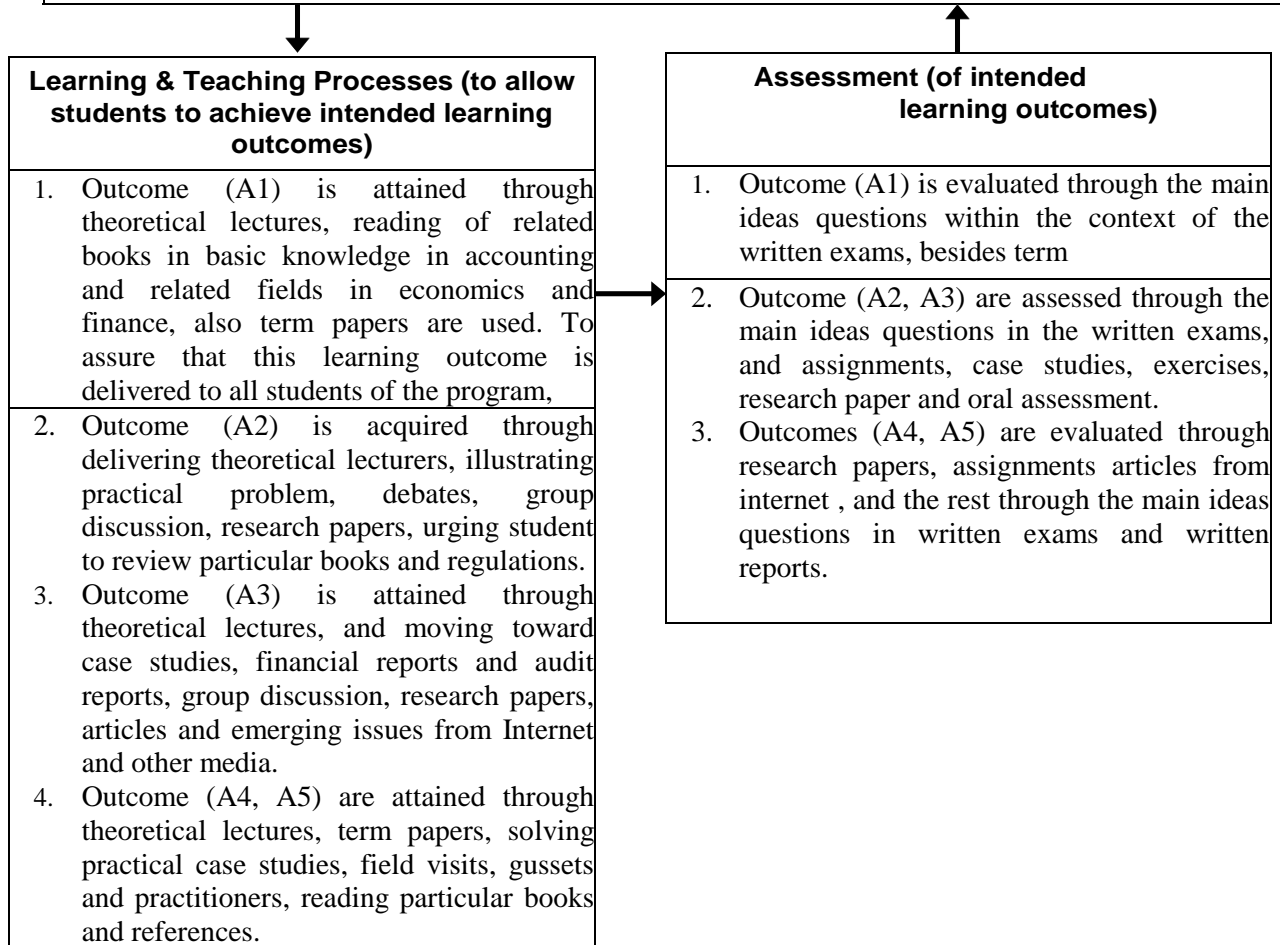 Learning & Teaching Processes (to allow
students to achieve intended learning
outcomes)
1. Outcome (A1) is attained through
theoretical lectures, reading of related
books in basic knowledge in accounting
and related fields in economics and
finance, also term papers are used. To
assure that this learning outcome is
delivered to all students of the program,
2. Outcome (A2) is acquired through
delivering theoretical lecturers, illustrating
practical problem, debates, group
discussion, research papers, urging student
to review particular books and regulations.
3. Outcome (A3) is attained through
theoretical lectures, and moving toward
case studies, financial reports and audit
reports, group discussion, research papers,
articles and emerging issues from Internet
and other media.
4. Outcome (A4, A5) are attained through
theoretical lectures, term papers, solving
practical case studies, field visits, gussets
and practitioners, reading particular books
and references.
Assessment (of intended
learning outcomes)
1. Outcome (A1) is evaluated through the main
ideas questions within the context of the
written exams, besides term
2. Outcome (A2, A3) are assessed through the
main ideas questions in the written exams,
and assignments, case studies, exercises,
research paper and oral assessment.
3. Outcomes (A4, A5) are evaluated through
research papers, assignments articles from
internet , and the rest through the main ideas
questions in written exams and written
reports.